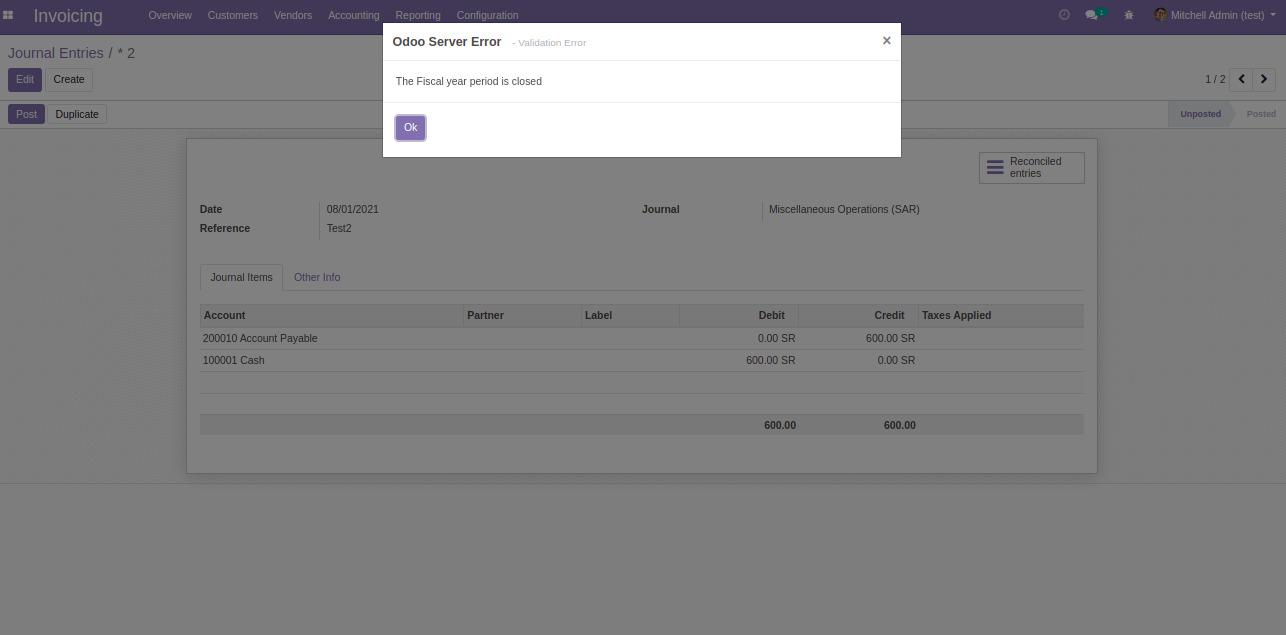 Invoicing Overview Customers Vendors Accounting Reporting Configuration 1 Mitchell Admin (test)
Odoo Server Error - Validation Error ×
Journal Entries / * 2
Edit Create 1 / 2
The Fiscal year period is closed
Post Duplicate Unposted Posted
Ok
Reconciled entries
Date 08/01/2021 Journal Miscellaneous Operations (SAR)
Reference Test2
Journal Items Other Info
Account Partner Label Debit Credit Taxes Applied
200010 Account Payable 0.00 SR 600.00 SR
100001 Cash 600.00 SR 0.00 SR
600.00 600.00